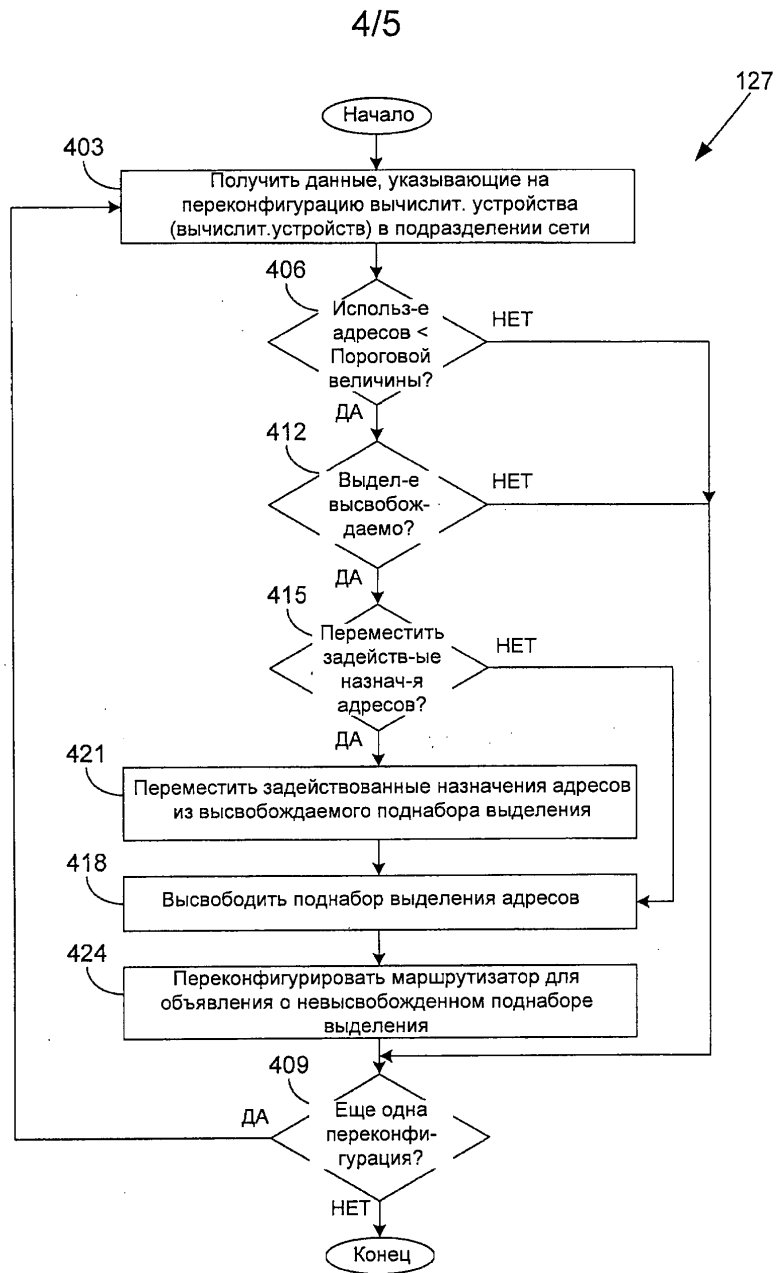 4/5
127
Начало
403
Получить данные, указывающие на
переконфигурацию вычислит. устройства
(вычислит.устройств) в подразделении сети
406
Использ-е
адресов <
Пороговой
величины?
НЕТ
ДА
412
Выдел-е
высвобож-
даемо?
НЕТ
ДА
415
Переместить
задейств-ые
назнач-я
адресов?
НЕТ
ДА
421
Переместить задействованные назначения адресов
из высвобождаемого поднабора выделения
418
Высвободить поднабор выделения адресов
424
Переконфигурировать маршрутизатор для
объявления о невысвобожденном поднаборе
выделения
409
ДА
Еще одна
переконфи-
гурация?
НЕТ
Конец